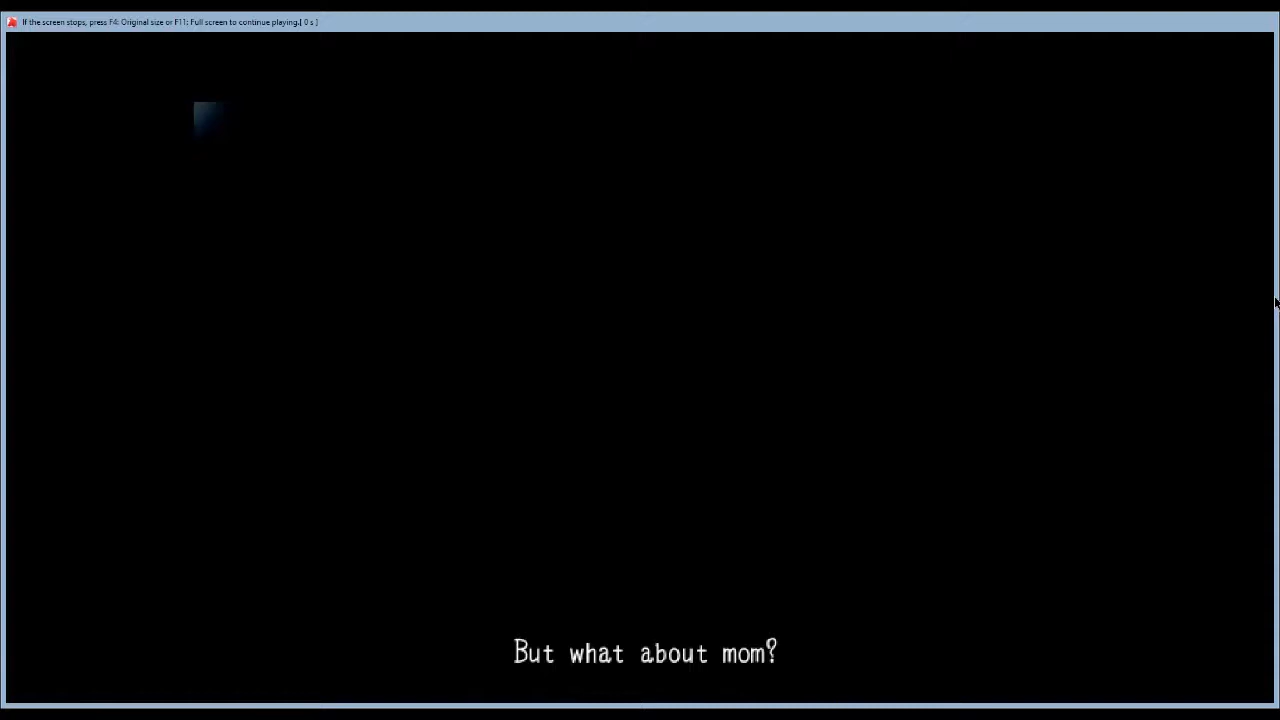 If the screen stops, press F4: Original size or F11: Full screen to continue playing.[ 0 s ]
But what about mom?